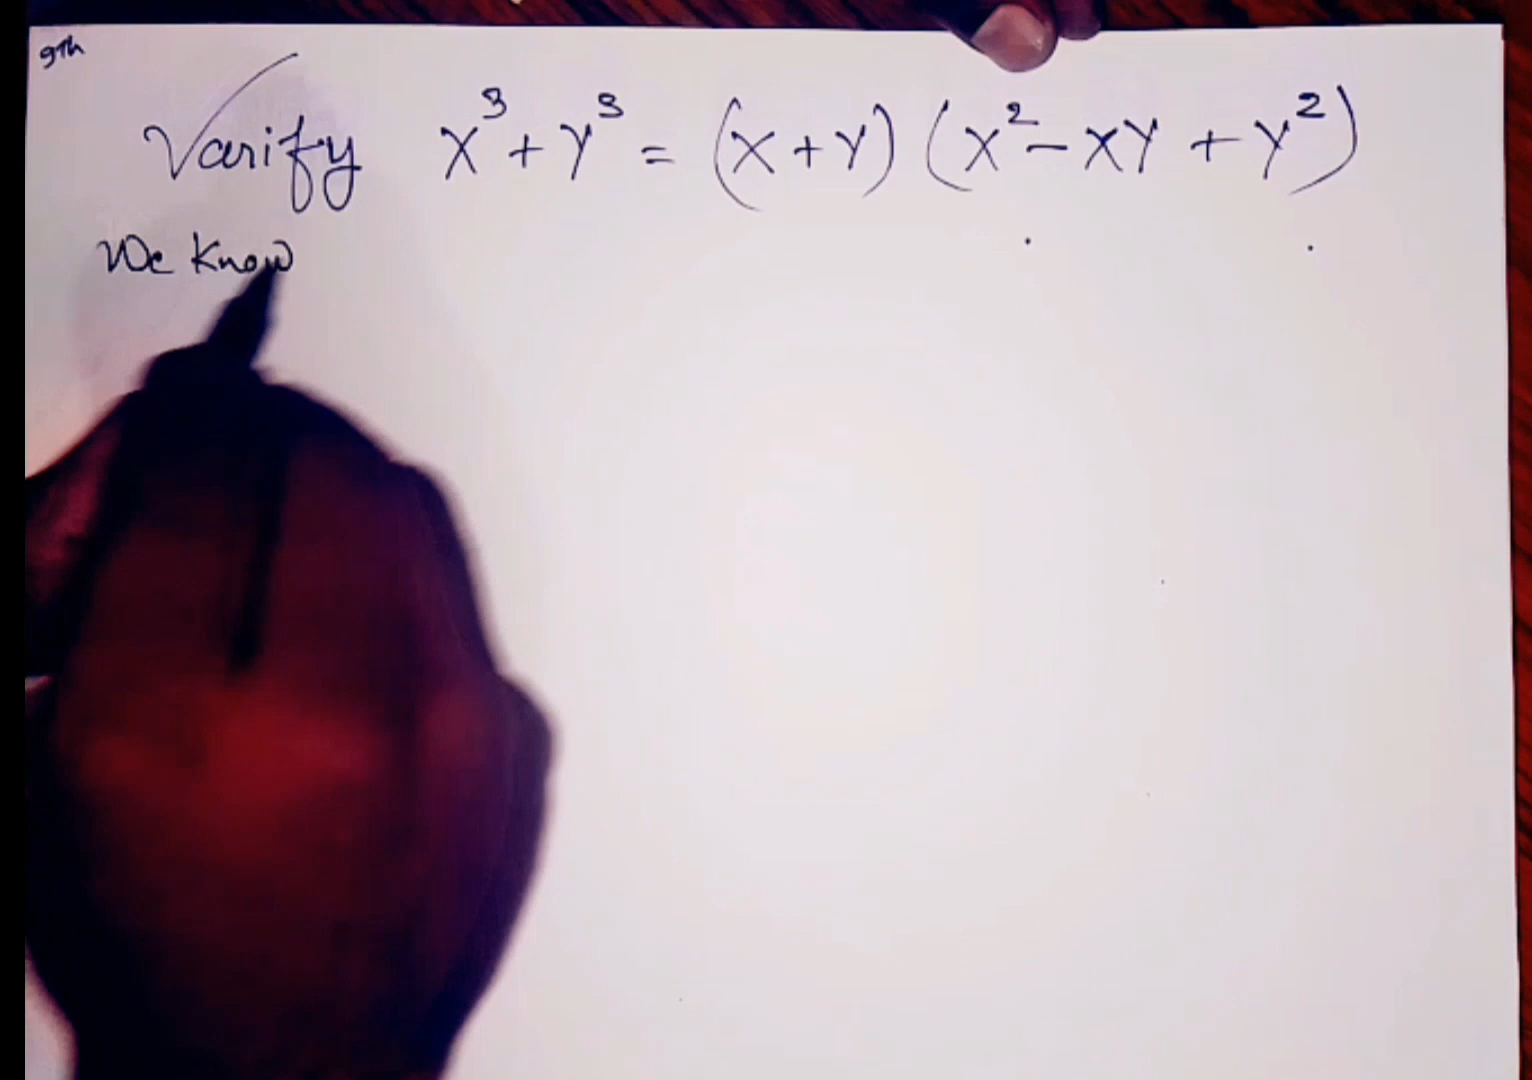 9Th
Varify x³ + y³ = (x + y) (x² - xy + y²)
We Know